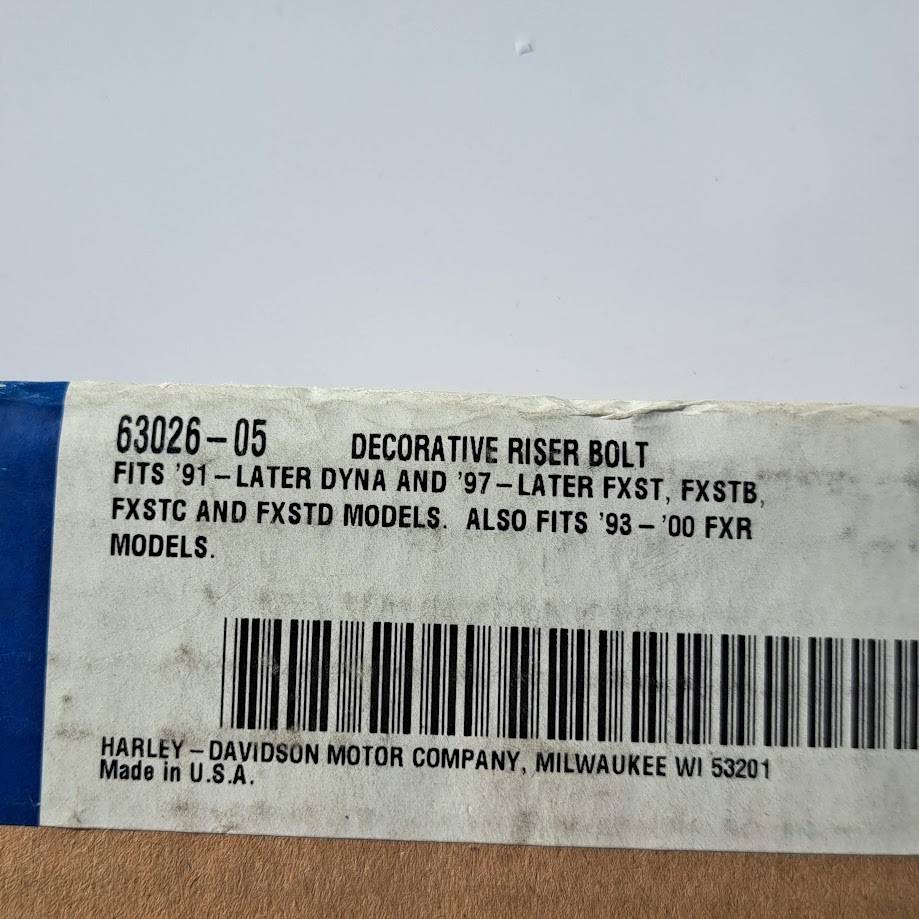 63026-05 DECORATIVE RISER BOLT
FITS '91-LATER DYNA AND '97-LATER FXST, FXSTB,
FXSTC AND FXSTD MODELS. ALSO FITS '93-'00 FXR
MODELS.
HARLEY-DAVIDSON MOTOR COMPANY, MILWAUKEE WI 53201
Made in U.S.A.